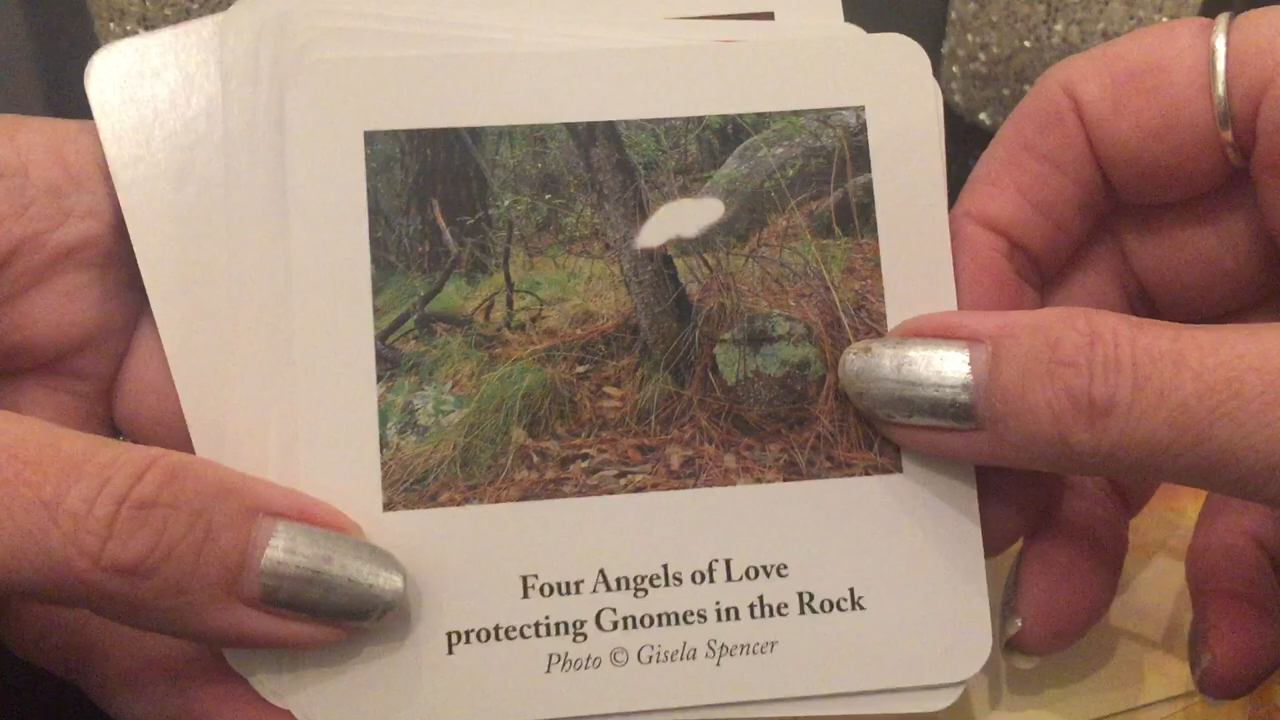 Four Angels of Love
protecting Gnomes in the Rock
Photo © Gisela Spencer